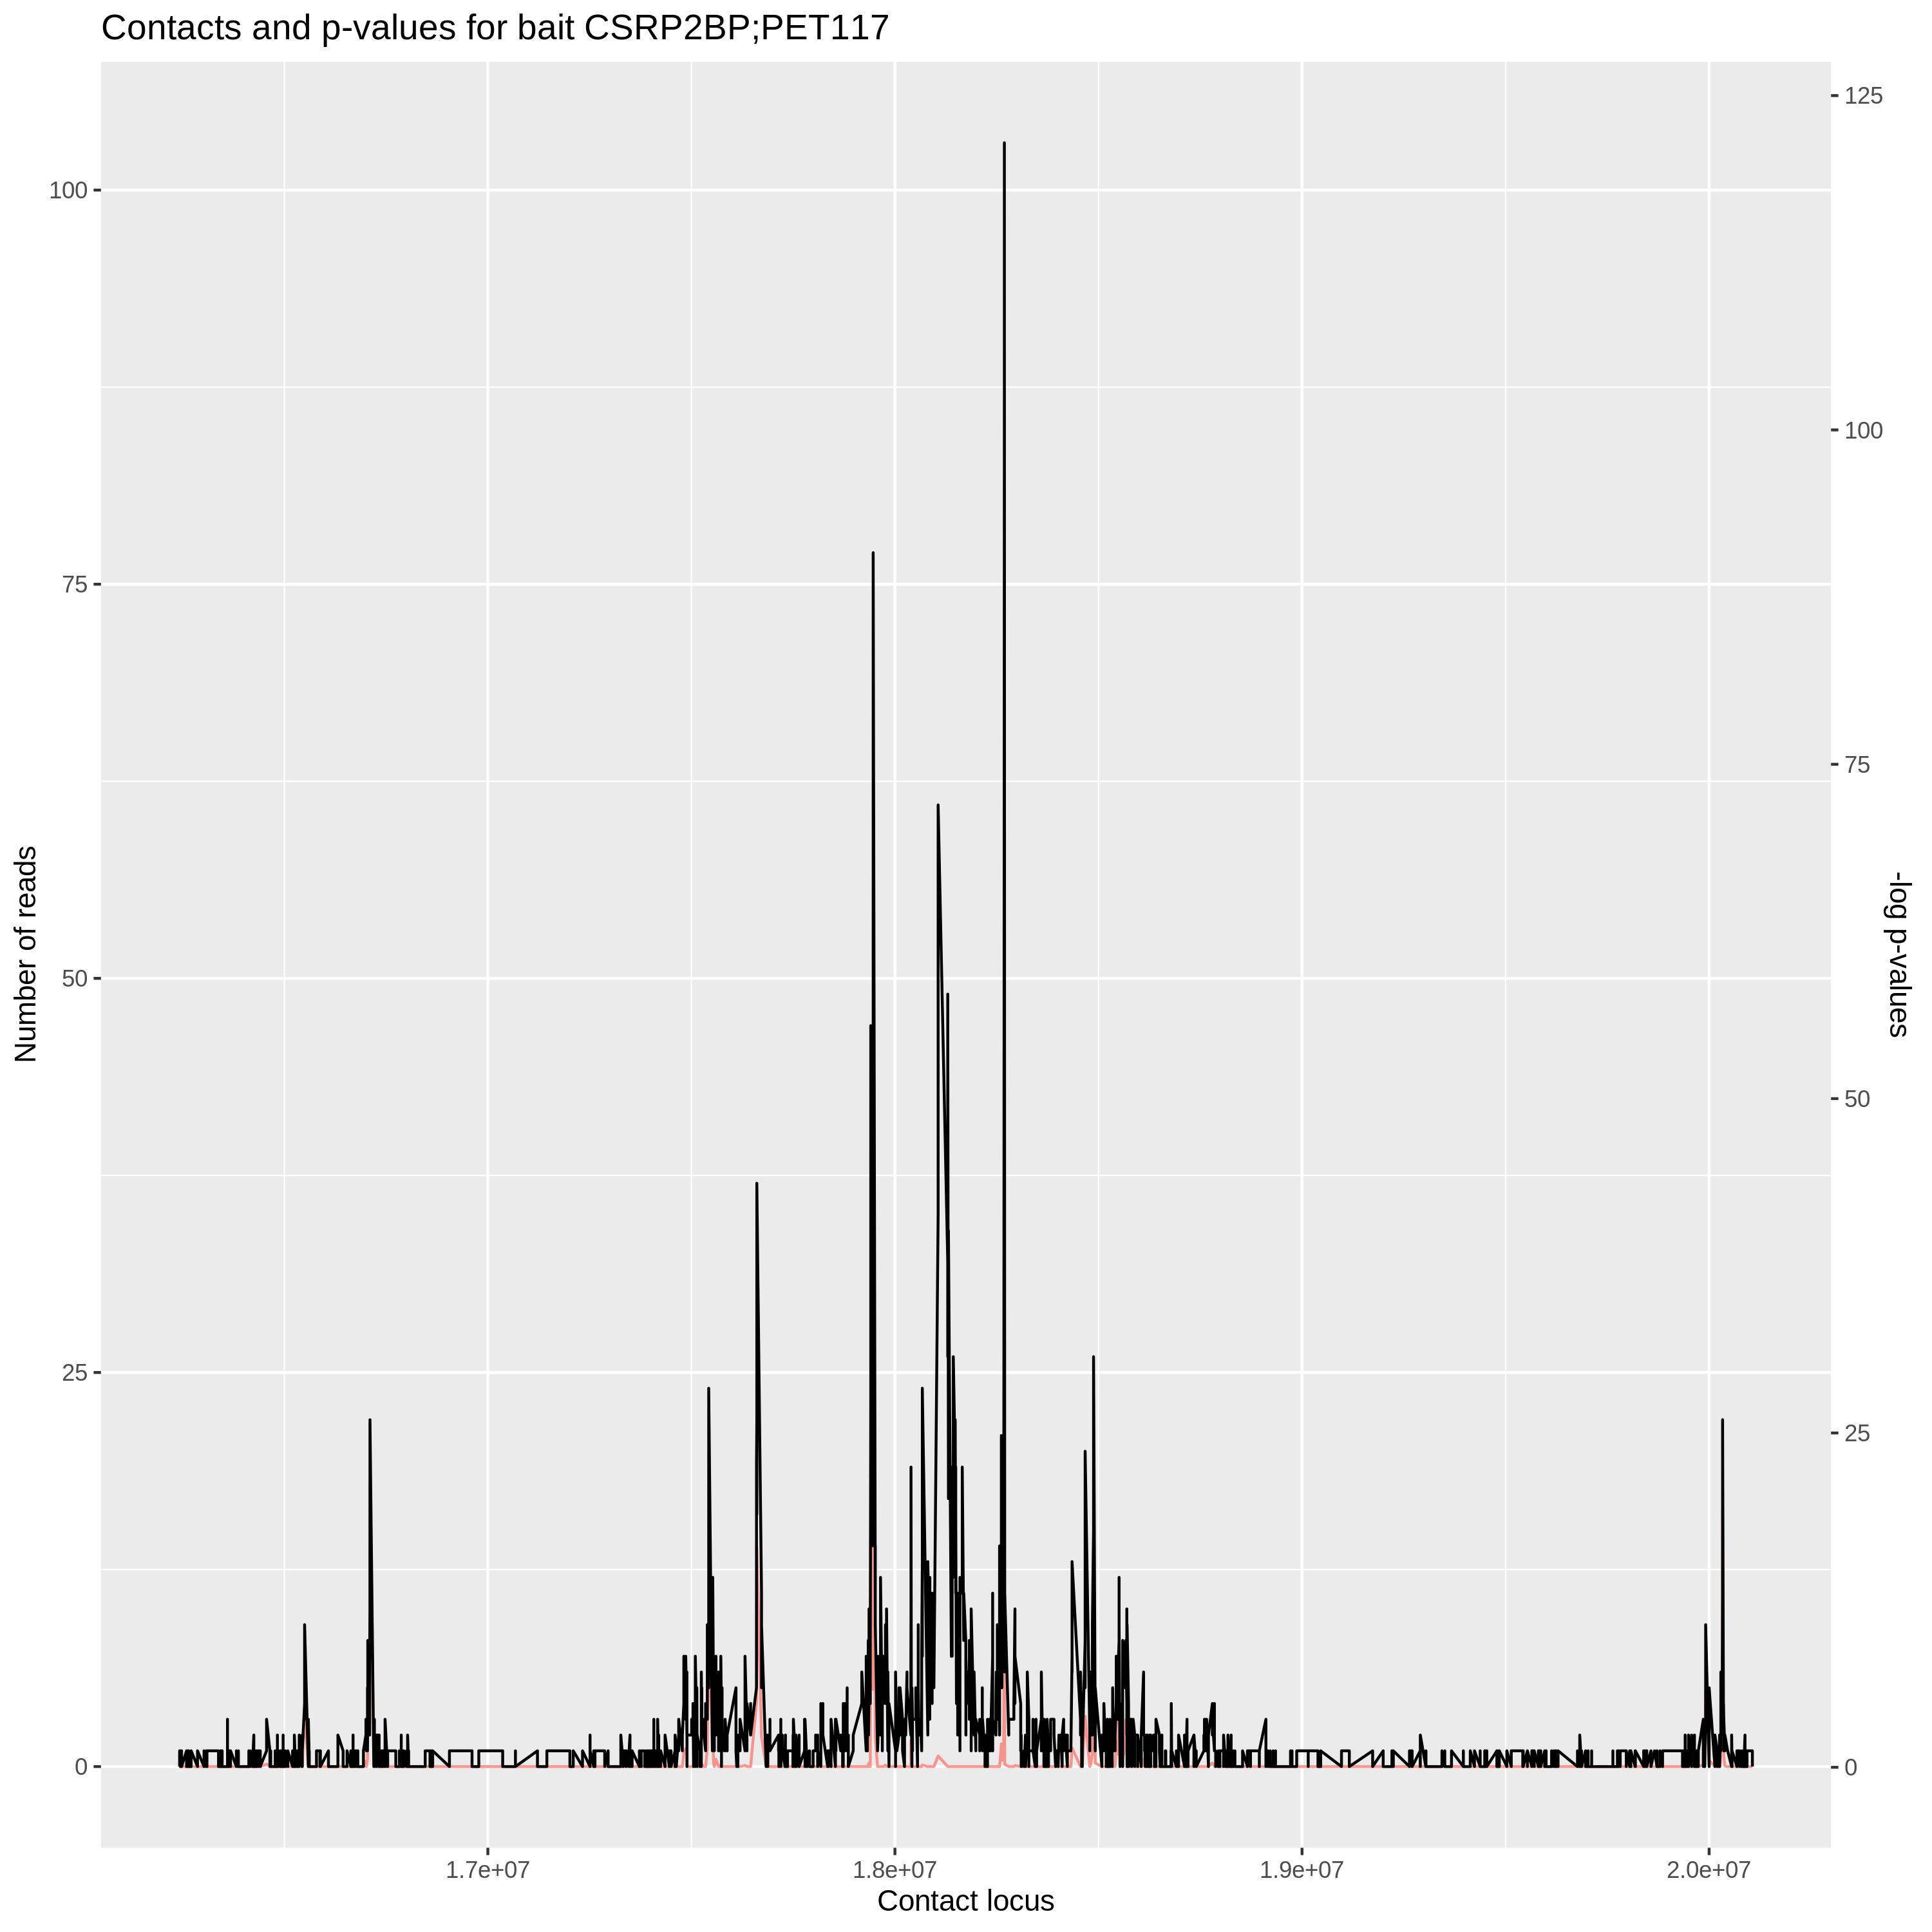 Contacts and p-values for bait CSRP2BP;PET117
125
100
100
75
75
50
50
25
25
0
0
Number of reads
-log p-values
1.7e+07
1.8e+07
1.9e+07
2.0e+07
Contact locus